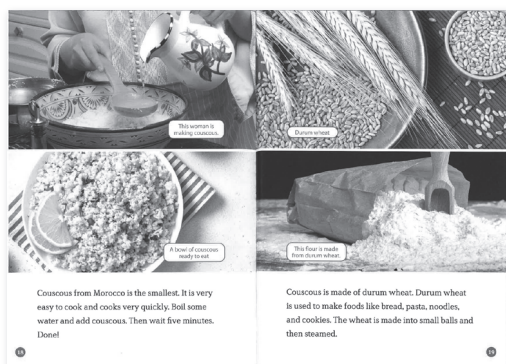 This woman is
making couscous.
A bowl of couscous
ready to eat
Couscous from Morocco is the smallest. It is very
easy to cook and cooks very quickly. Boil some
water and add couscous. Then wait five minutes.
Done!
18
Durum wheat
This flour is made
from durum wheat.
Couscous is made of durum wheat. Durum wheat
is used to make foods like bread, pasta, noodles,
and cookies. The wheat is made into small balls and
then steamed.
19